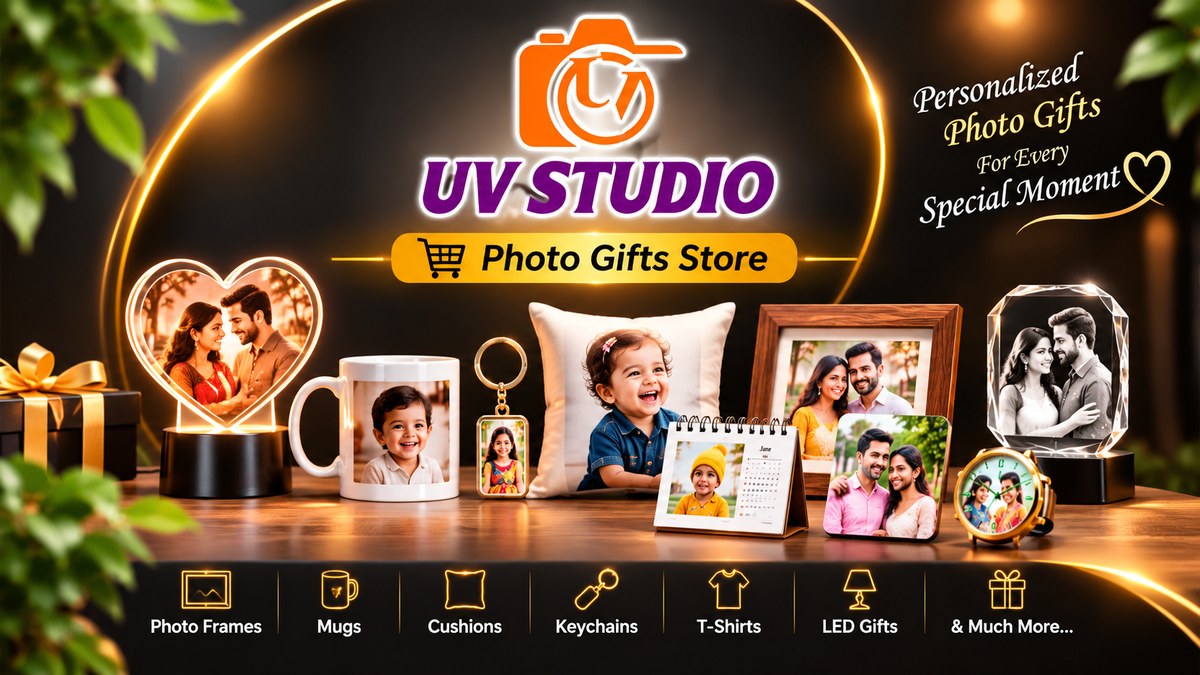 UV
UV STUDIO
Photo Gifts Store
Personalized
Photo Gifts
For Every
Special Moment
June
Photo Frames
Mugs
Cushions
Keychains
T-Shirts
LED Gifts
& Much More...